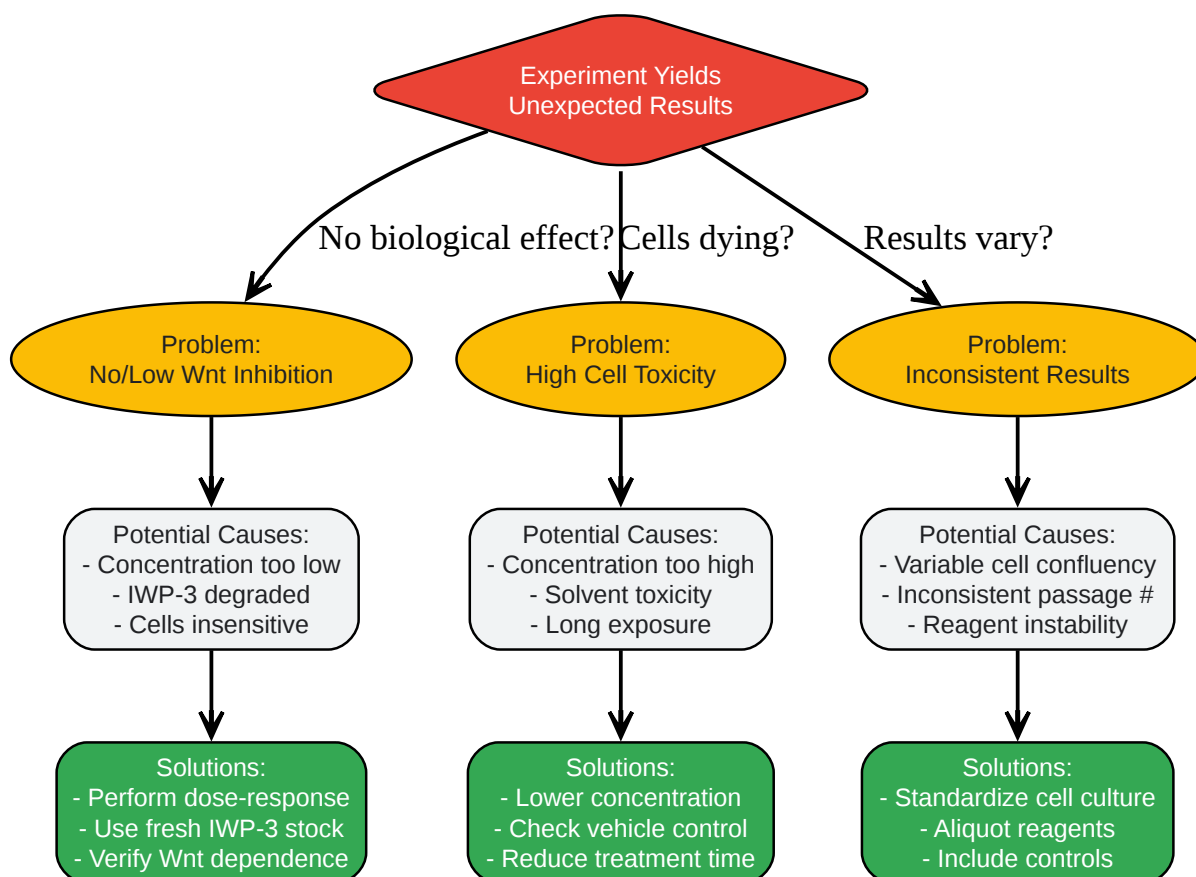 Experiment Yields
Unexpected Results
No biological effect?
Cells dying?
Results vary?
Problem:
No/Low Wnt Inhibition
Problem:
High Cell Toxicity
Problem:
Inconsistent Results
Potential Causes:
- Concentration too low
- IWP-3 degraded
- Cells insensitive
Potential Causes:
- Concentration too high
- Solvent toxicity
- Long exposure
Potential Causes:
- Variable cell confluency
- Inconsistent passage #
- Reagent instability
Solutions:
- Perform dose-response
- Use fresh IWP-3 stock
- Verify Wnt dependence
Solutions:
- Lower concentration
- Check vehicle control
- Reduce treatment time
Solutions:
- Standardize cell culture
- Aliquot reagents
- Include controls